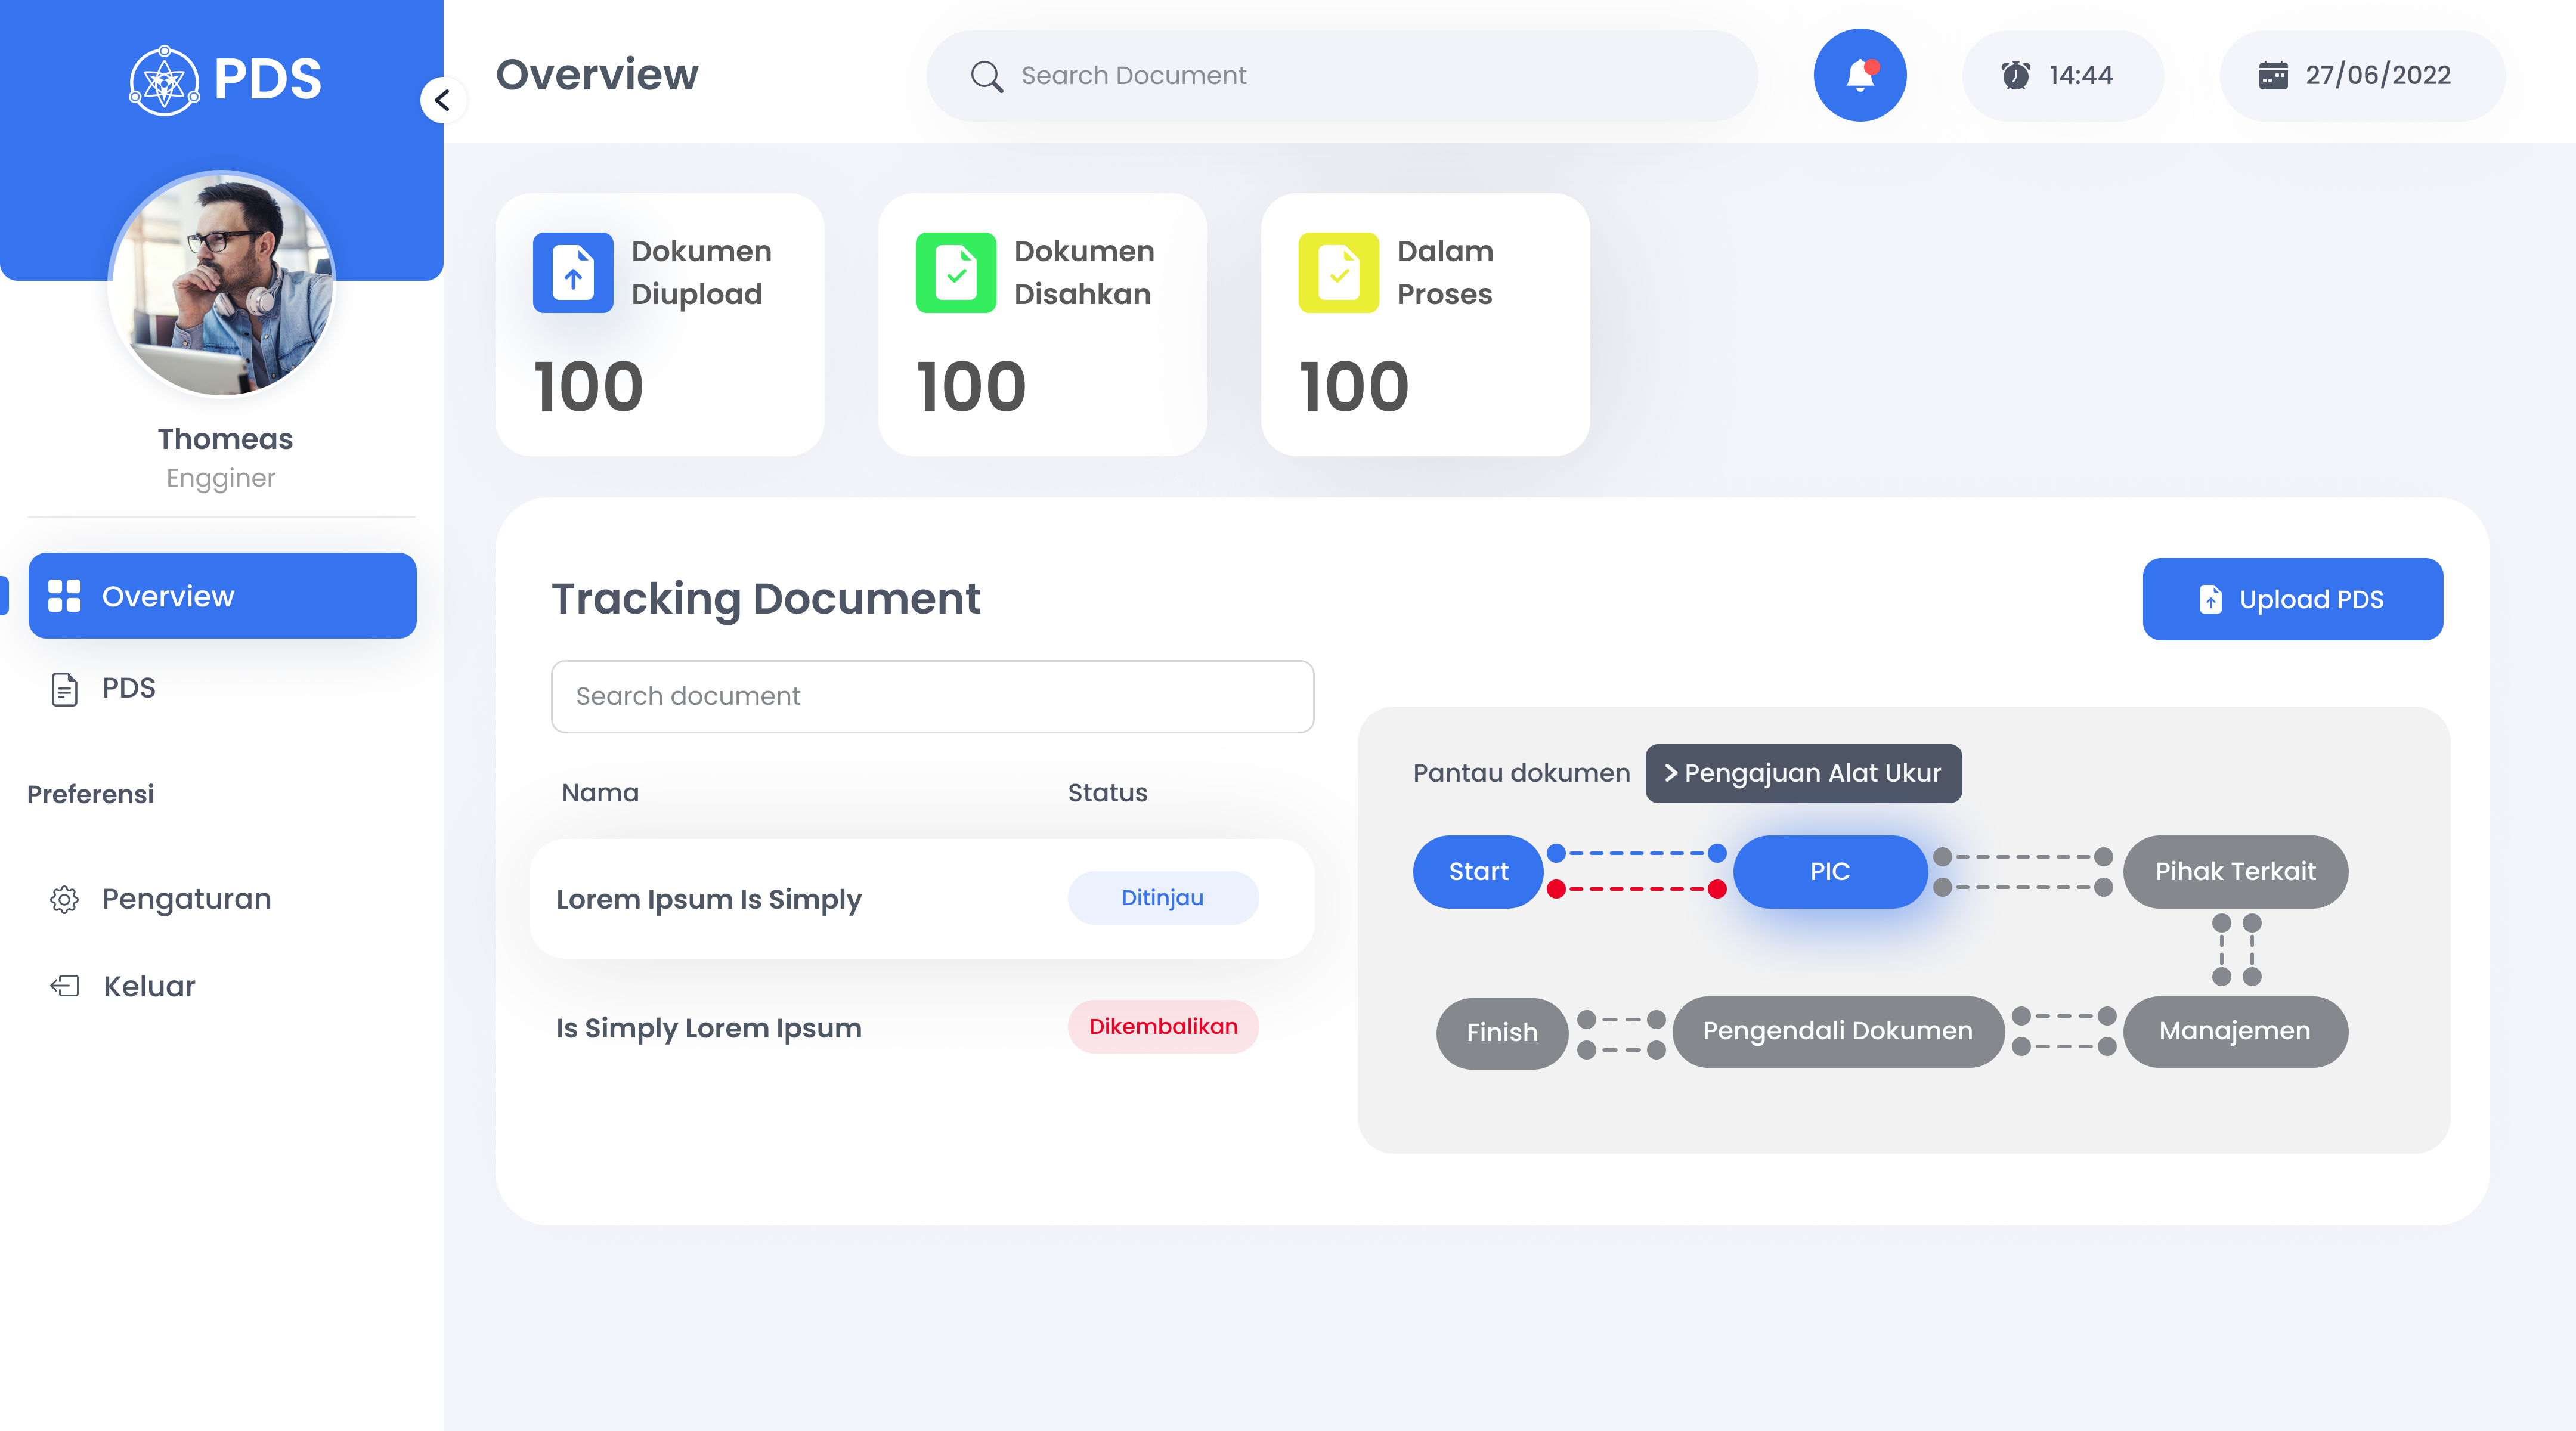 PDS
Overview
Search Document
14:44
27/06/2022
Thomeas
Engginer
Overview
PDS
Preferensi
Pengaturan
Keluar
Dokumen
Diupload
100
Dokumen
Disahkan
100
Dalam
Proses
100
Tracking Document
Upload PDS
Search document
Nama Status
Lorem Ipsum Is Simply Ditinjau
Is Simply Lorem Ipsum Dikembalikan
Pantau dokumen > Pengajuan Alat Ukur
Start PIC Pihak Terkait
Finish Pengendali Dokumen Manajemen